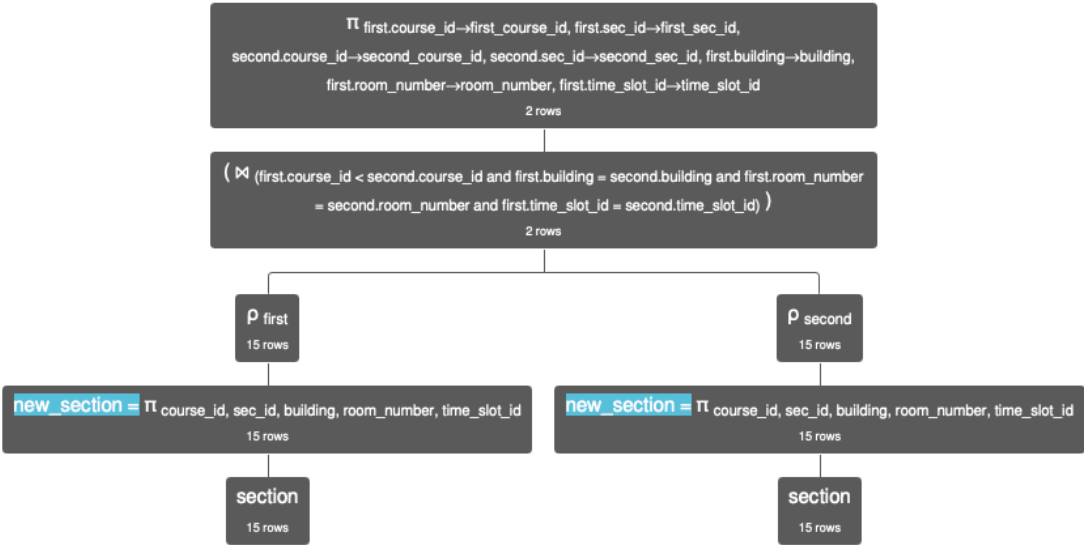 π first.course_id→first_course_id, first.sec_id→first_sec_id,
second.course_id→second_course_id, second.sec_id→second_sec_id, first.building→building,
first.room_number→room_number, first.time_slot_id→time_slot_id
2 rows
( ⋈ (first.course_id < second.course_id and first.building = second.building and first.room_number
= second.room_number and first.time_slot_id = second.time_slot_id) )
2 rows
ρ first
15 rows
ρ second
15 rows
new_section = π course_id, sec_id, building, room_number, time_slot_id
15 rows
new_section = π course_id, sec_id, building, room_number, time_slot_id
15 rows
section
15 rows
section
15 rows